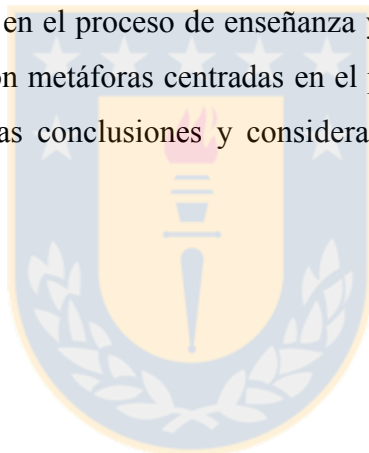 en el proceso de enseñanza y
on metáforas centradas en el
as conclusiones y considera